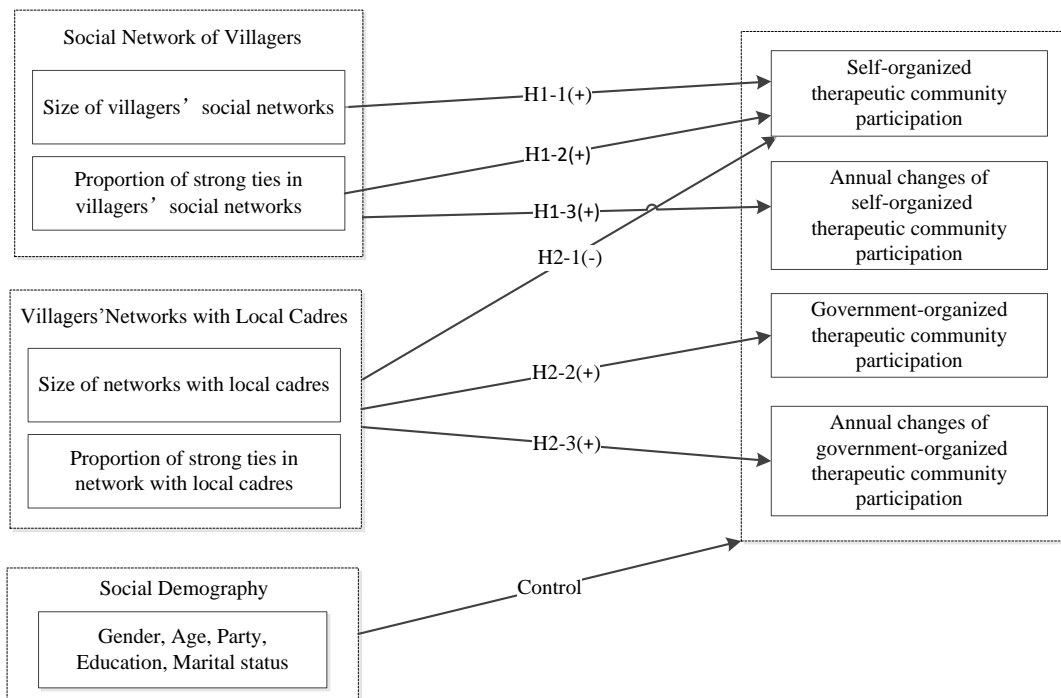 Social Network of Villagers
Size of villagers’ social networks
Proportion of strong ties in
villagers’ social networks
Villagers’Networks with Local Cadres
Size of networks with local cadres
Proportion of strong ties in
network with local cadres
Social Demography
Gender, Age, Party,
Education, Marital status
H1-1(+)
H1-2(+)
H1-3(+)
H2-1(-)
H2-2(+)
H2-3(+)
Control
Self-organized
therapeutic community
participation
Annual changes of
self-organized
therapeutic community
participation
Government-organized
therapeutic community
participation
Annual changes of
government-organized
therapeutic community
participation